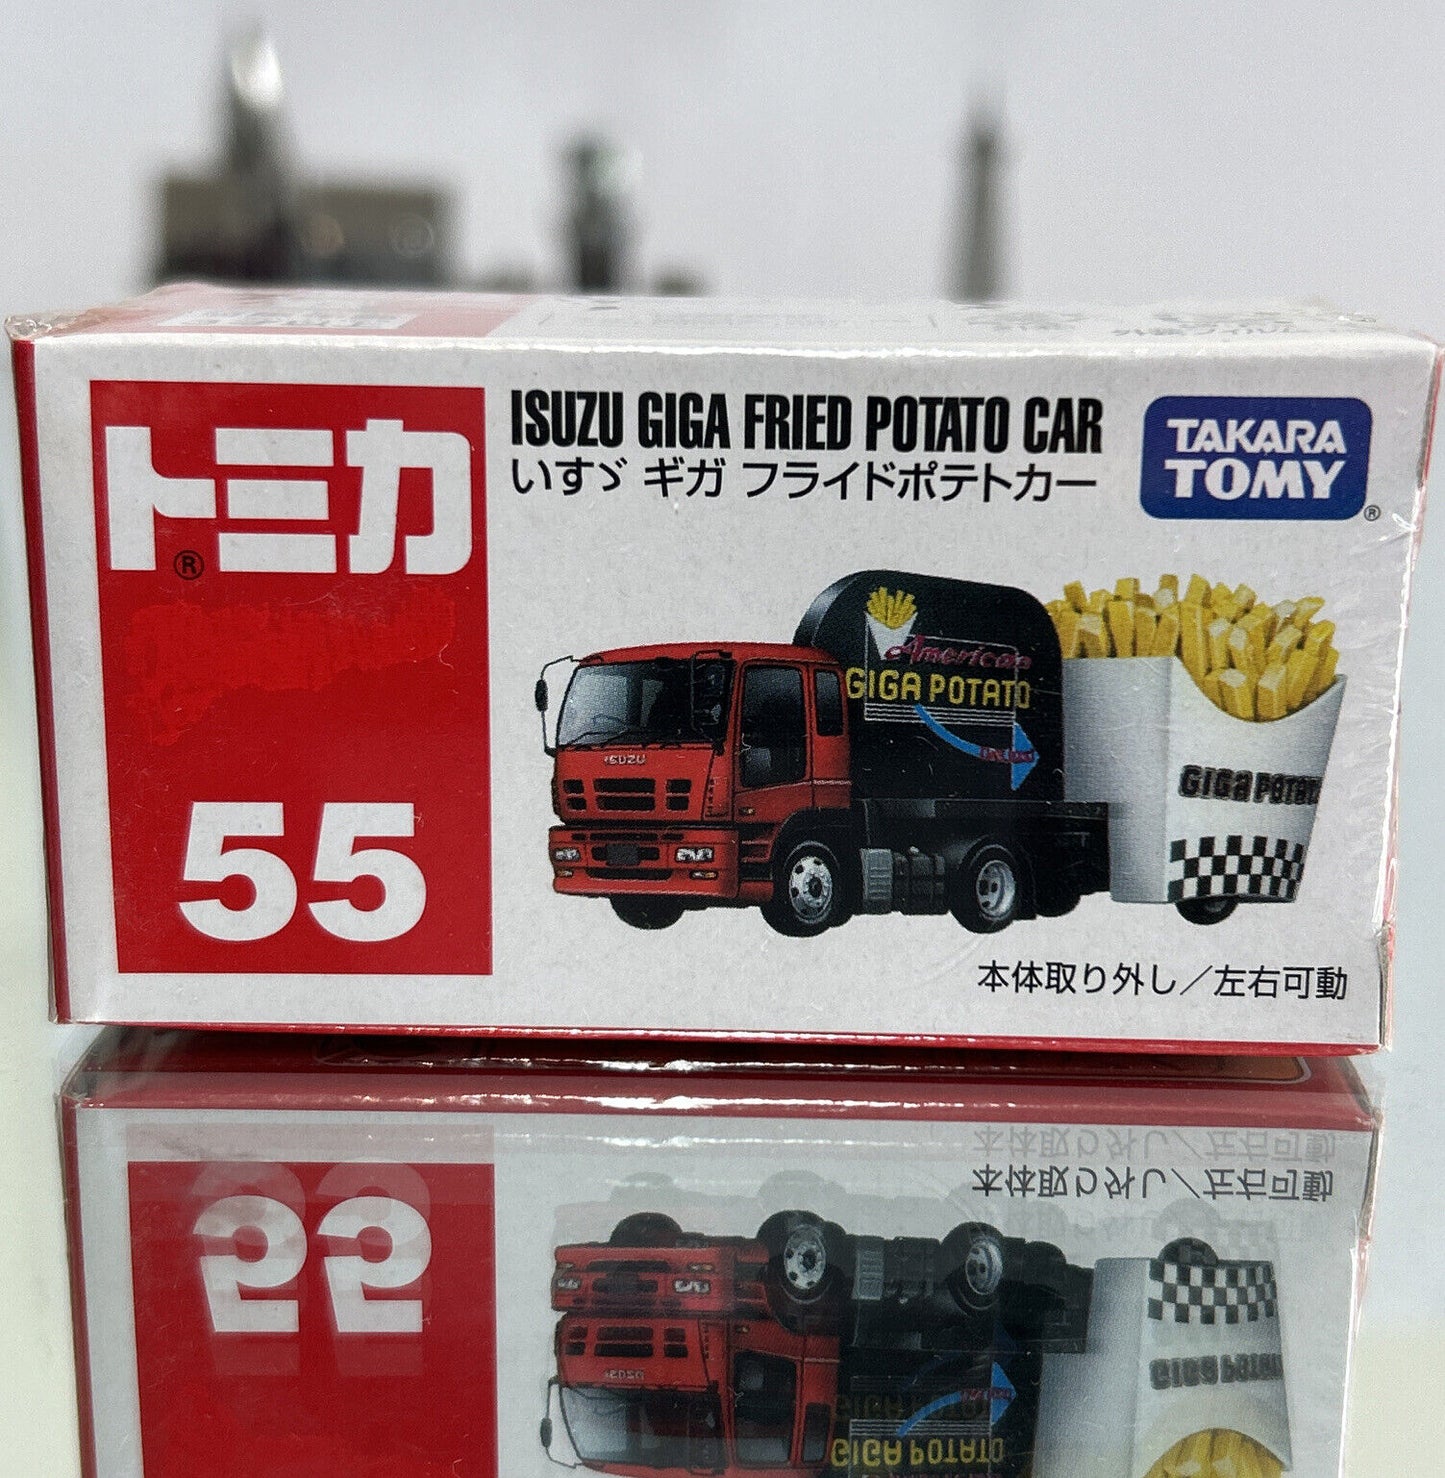 トミカ
®
55
ISUZU GIGA FRIED POTATO CAR
いすゞ ギガ フライドポテトカー
TAKARA
TOMY
®
ISUZU
American
GIGA POTATO
GIGA POTATO
本体取り外し／左右可動